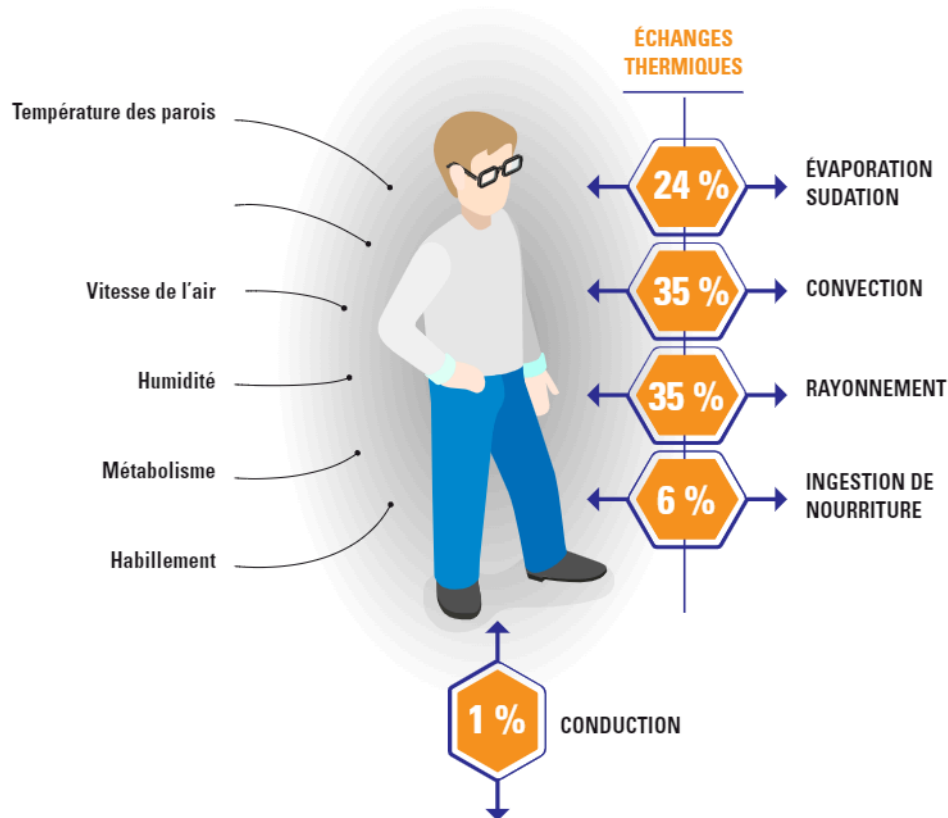 ÉCHANGES
THERMIQUES
Température des parois
Vitesse de l'air
Humidité
Métabolisme
Habillement
24 %
ÉVAPORATION
SUDATION
35 %
CONVECTION
35 %
RAYONNEMENT
6 %
INGESTION DE
NOURRITURE
1 %
CONDUCTION